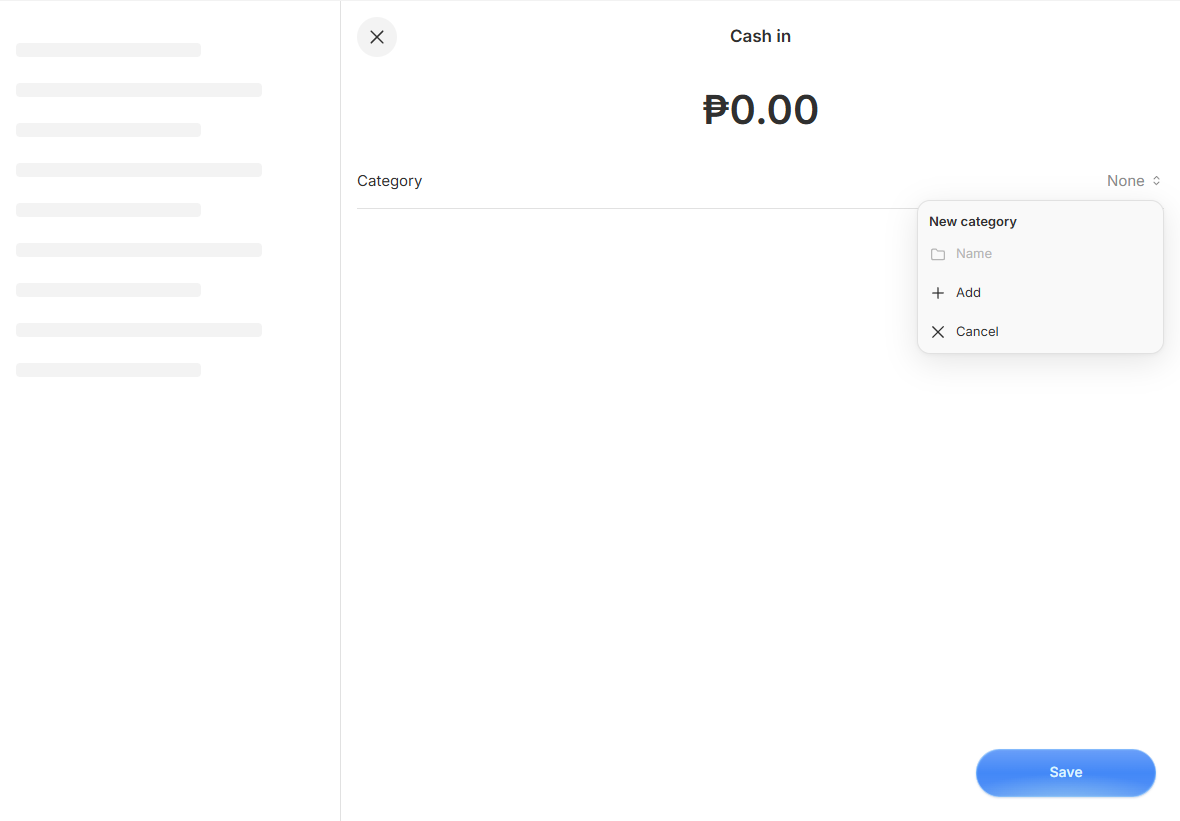 Cash in
₱0.00
Category
None
New category
Name
Add
Cancel
Save